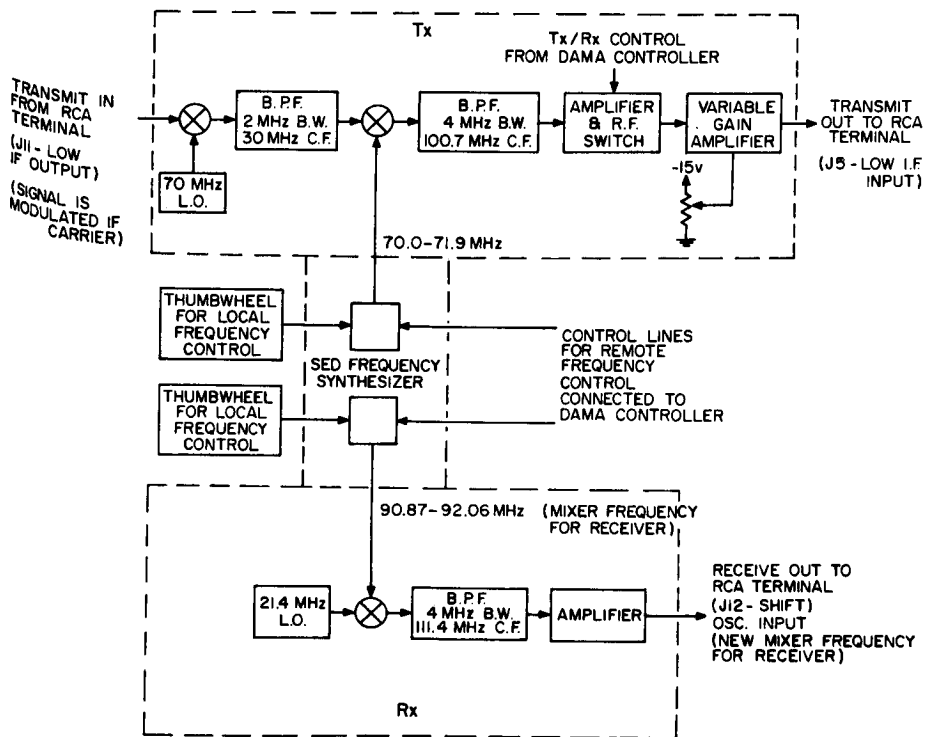 Tx
Tx/Rx CONTROL
FROM DAMA CONTROLLER
TRANSMIT IN
FROM RCA
TERMINAL
(J11-LOW
IF OUTPUT)
(SIGNAL IS
MODULATED IF
CARRIER)
B.P.F.
2 MHz B.W.
30 MHz C.F.
70 MHz
L.O.
B.P.F.
4 MHz B.W.
100.7 MHz C.F.
AMPLIFIER
& R.F.
SWITCH
VARIABLE
GAIN
AMPLIFIER
-15v
TRANSMIT
OUT TO RCA
TERMINAL
(J5-LOW I.F
INPUT)
70.0-71.9 MHz
THUMBWHEEL
FOR LOCAL
FREQUENCY
CONTROL
SED FREQUENCY
SYNTHESIZER
THUMBWHEEL
FOR LOCAL
FREQUENCY
CONTROL
CONTROL LINES
FOR REMOTE
FREQUENCY
CONTROL
CONNECTED TO
DAMA CONTROLLER
90.87-92.06 MHz (MIXER FREQUENCY
FOR RECEIVER)
21.4 MHz
L.O.
B.P.F.
4 MHz B.W.
111.4 MHz C.F.
AMPLIFIER
RECEIVE OUT TO
RCA TERMINAL
(J12-SHIFT)
OSC. INPUT
(NEW MIXER FREQUENCY
FOR RECEIVER)
Rx